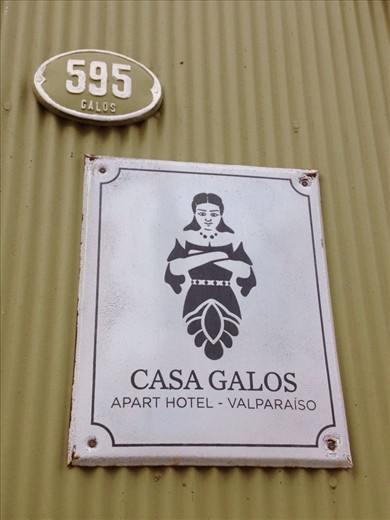 595
GALOS
CASA GALOS
APART HOTEL - VALPARAÍSO